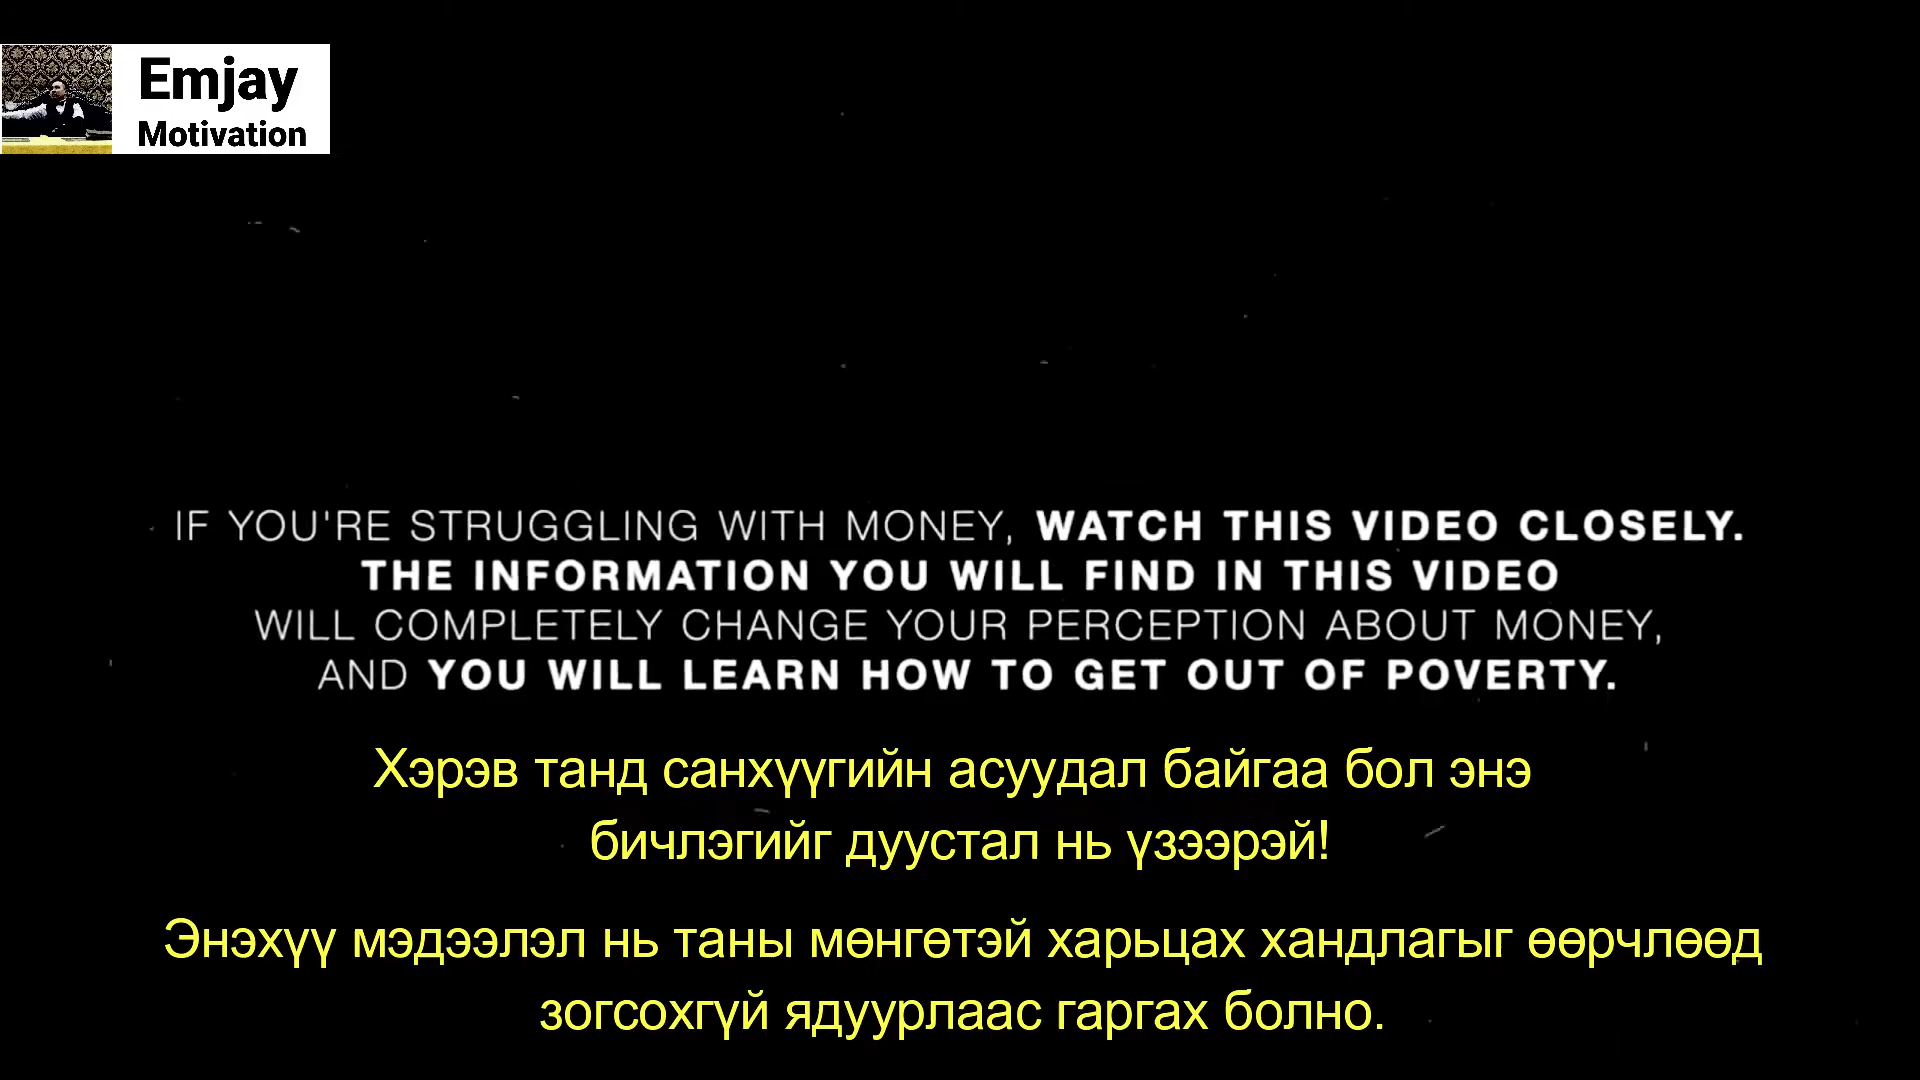 Emjay
Motivation
IF YOU'RE STRUGGLING WITH MONEY, WATCH THIS VIDEO CLOSELY.
THE INFORMATION YOU WILL FIND IN THIS VIDEO
WILL COMPLETELY CHANGE YOUR PERCEPTION ABOUT MONEY,
AND YOU WILL LEARN HOW TO GET OUT OF POVERTY.
Хэрэв танд санхүүгийн асуудал байгаа бол энэ
бичлэгийг дуустал нь үзээрэй!
Энэхүү мэдээлэл нь таны мөнгөтэй харьцах хандлагыг өөрчлөөд
зогсохгүй ядуурлаас гаргах болно.